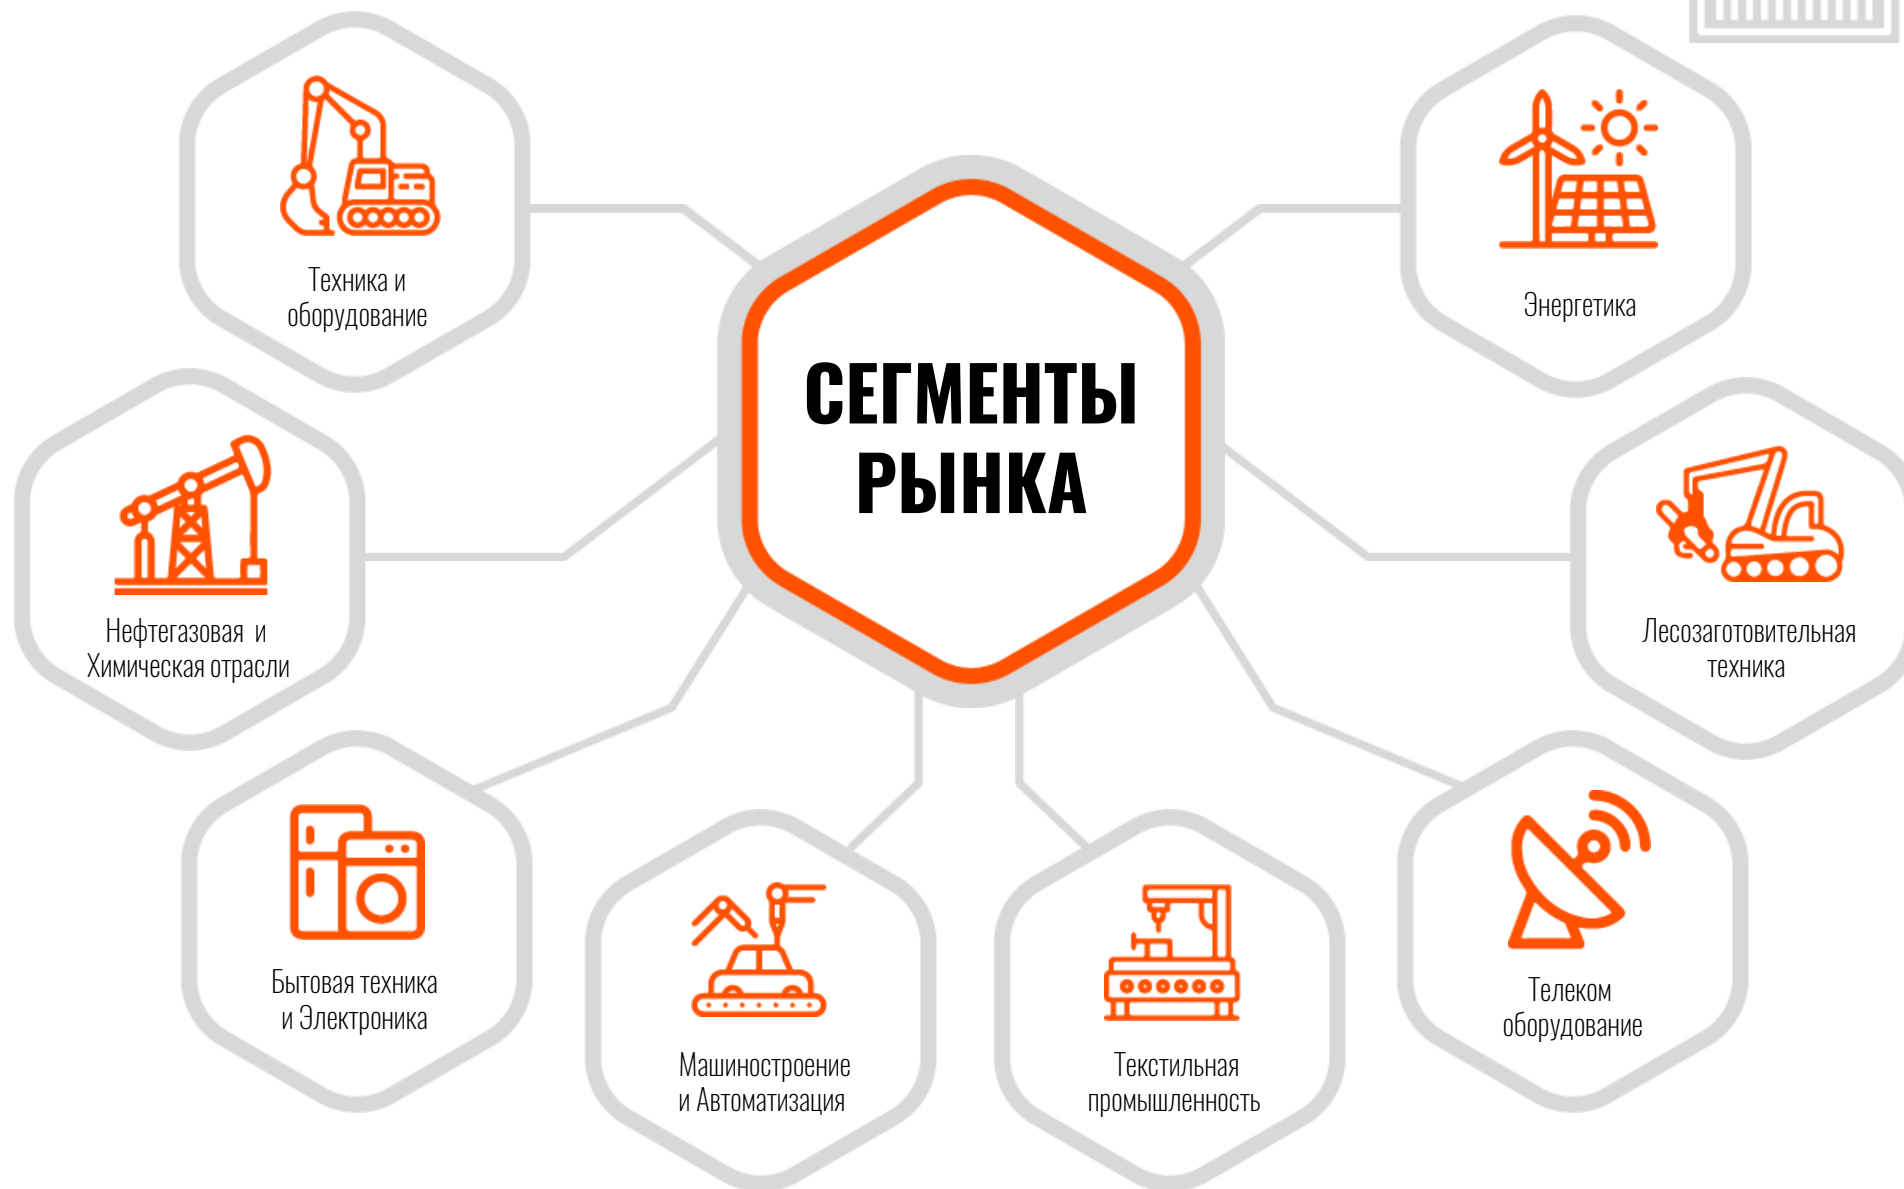 Техника и
оборудование
Энергетика
СЕГМЕНТЫ
РЫНКА
Нефтегазовая  и
Химическая отрасли
Лесозаготовительная
техника
Бытовая техника
и Электроника
Машиностроение
и Автоматизация
Текстильная
промышленность
Телеком
оборудование